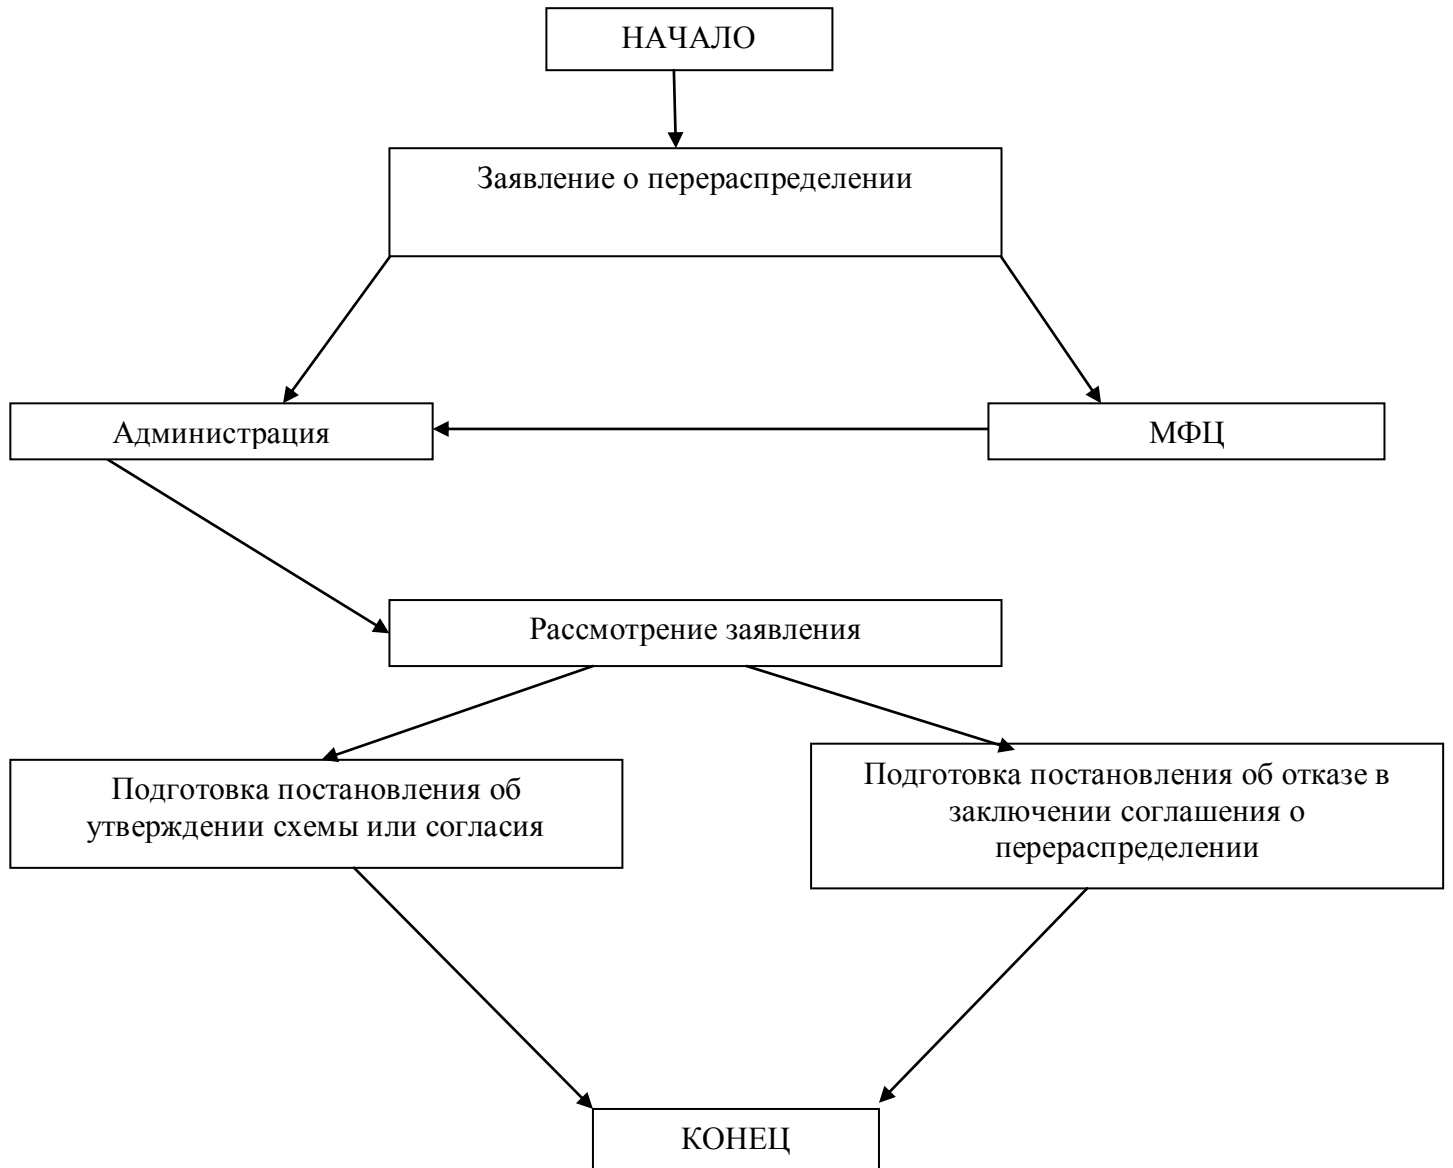 НАЧАЛО
Заявление о перераспределении
Администрация
МФЦ
Рассмотрение заявления
Подготовка постановления об
утверждении схемы или согласия
Подготовка постановления об отказе в
заключении соглашения о
перераспределении
КОНЕЦ